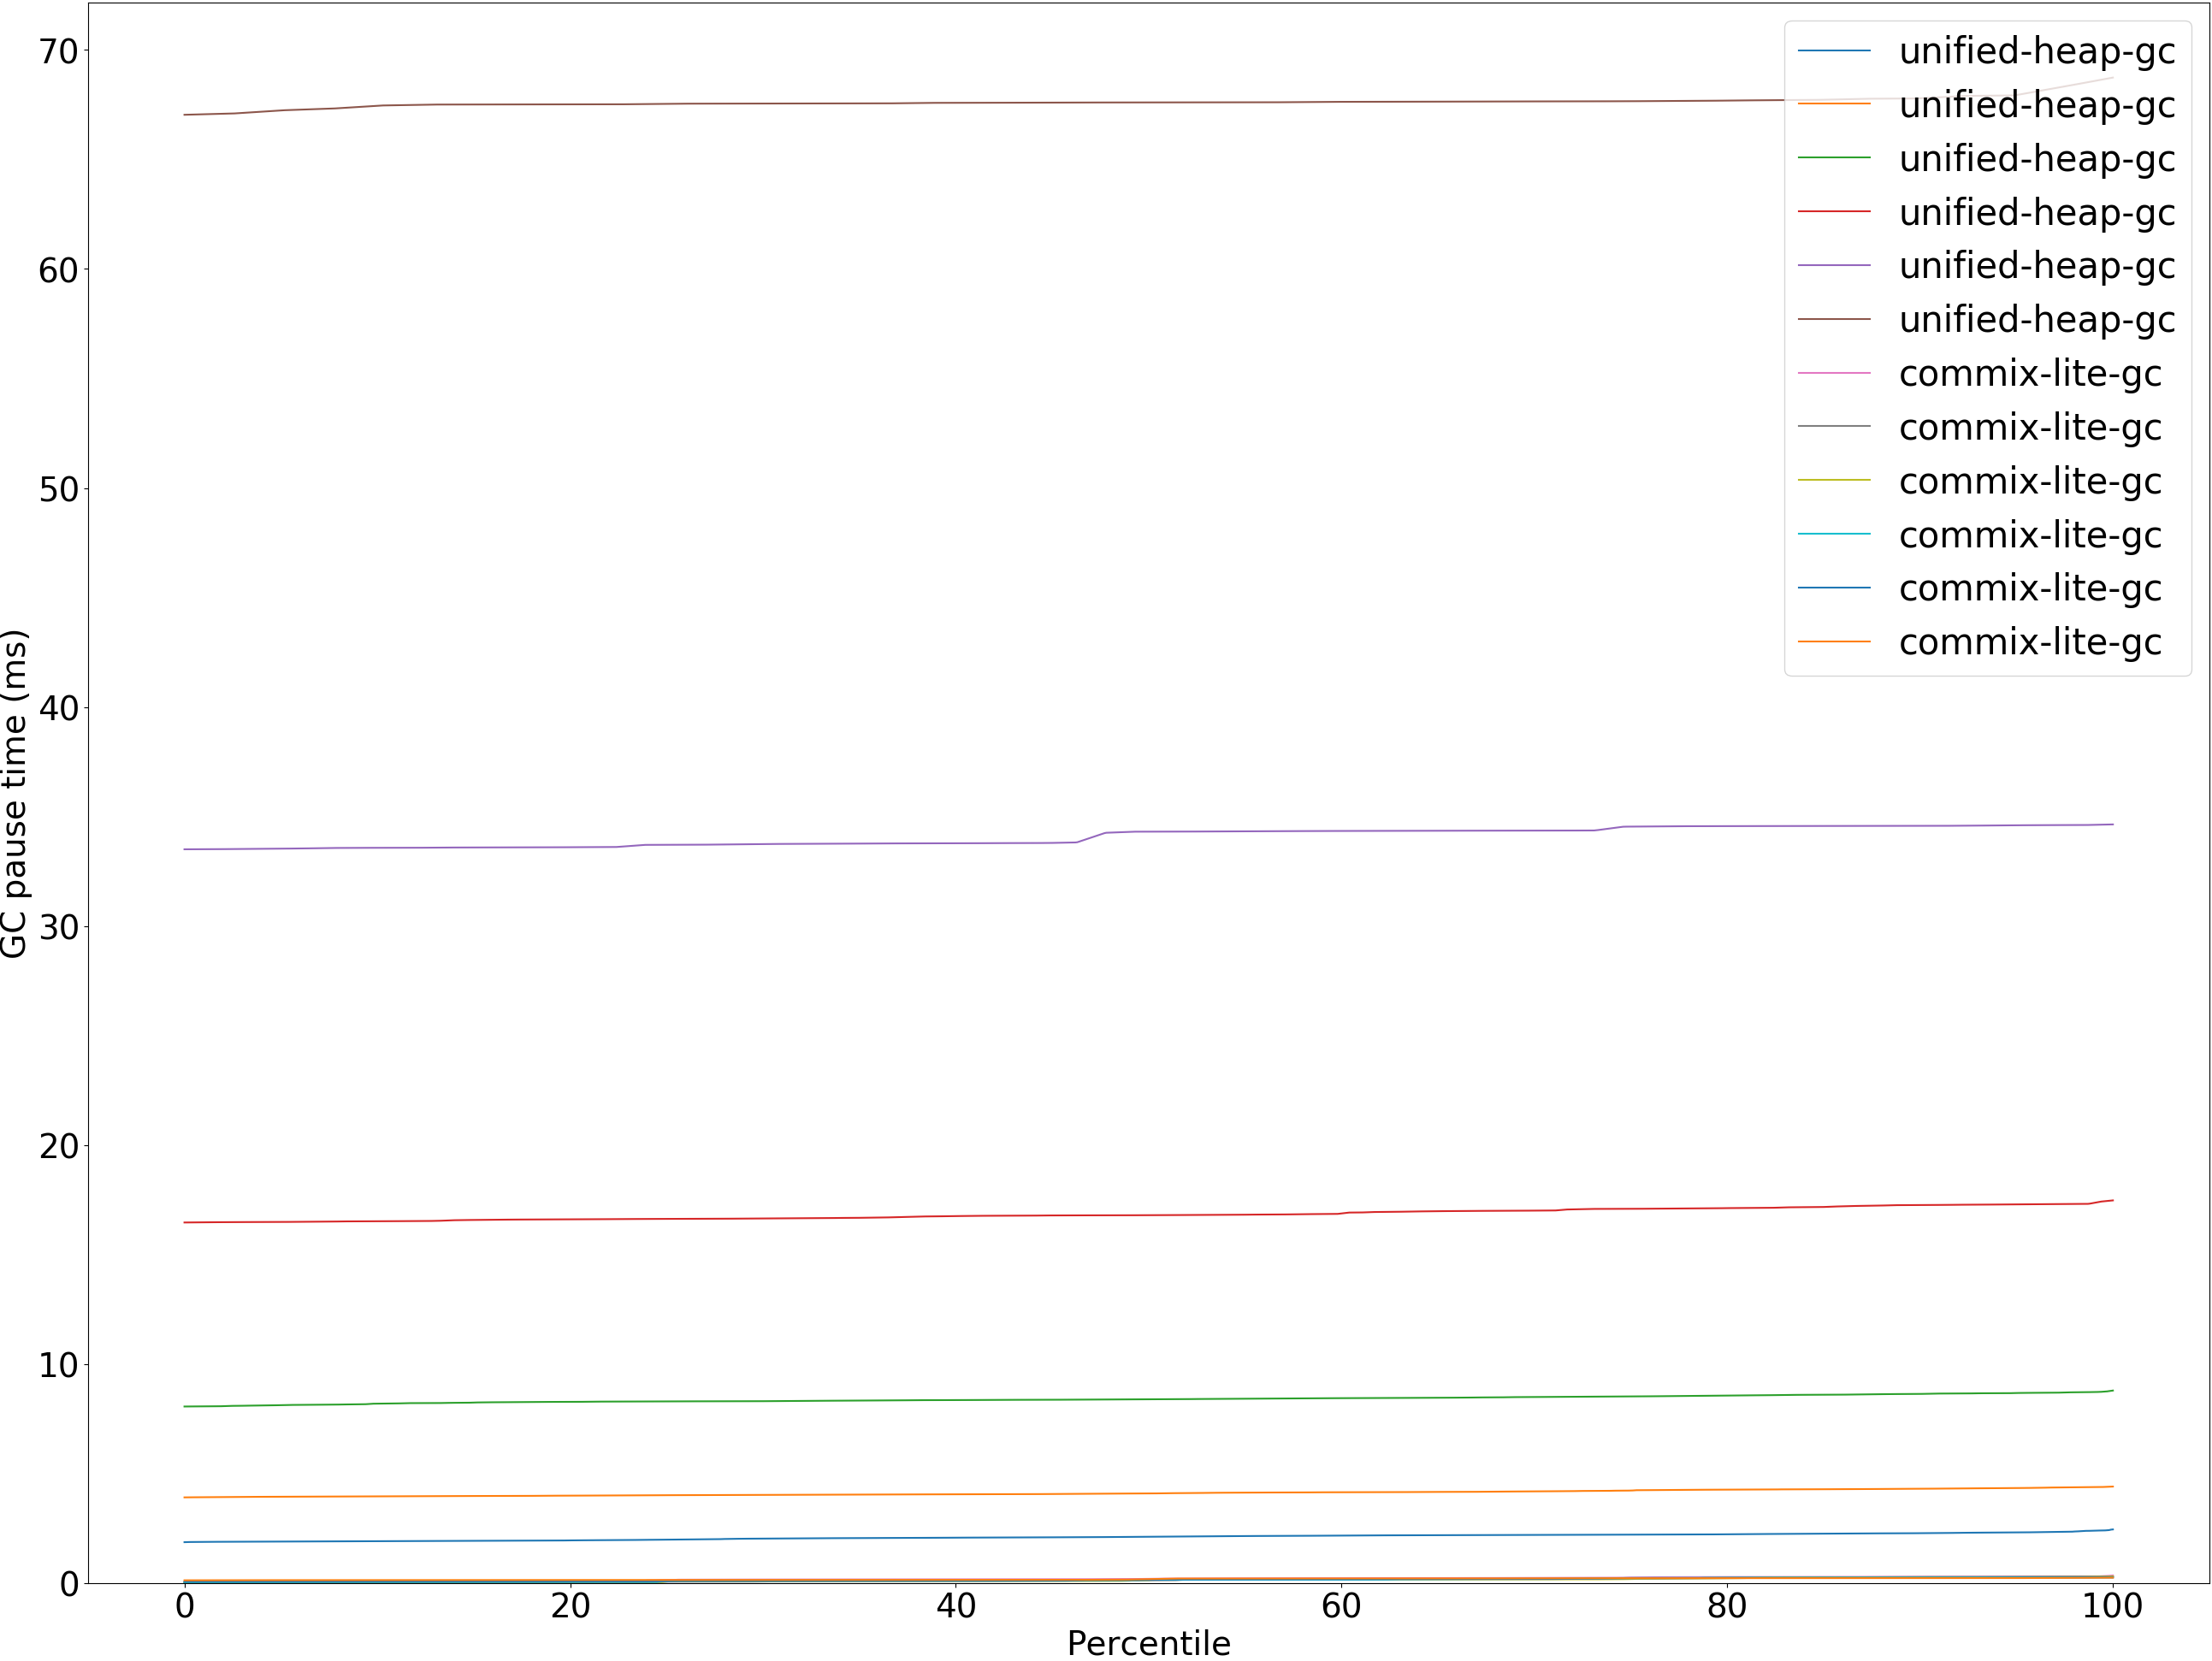 GC pause time (ms)
70
60
50
40
30
20
10
0
0 20 40 60 80 100
Percentile
unified-heap-gc
unified-heap-gc
unified-heap-gc
unified-heap-gc
unified-heap-gc
unified-heap-gc
commix-lite-gc
commix-lite-gc
commix-lite-gc
commix-lite-gc
commix-lite-gc
commix-lite-gc